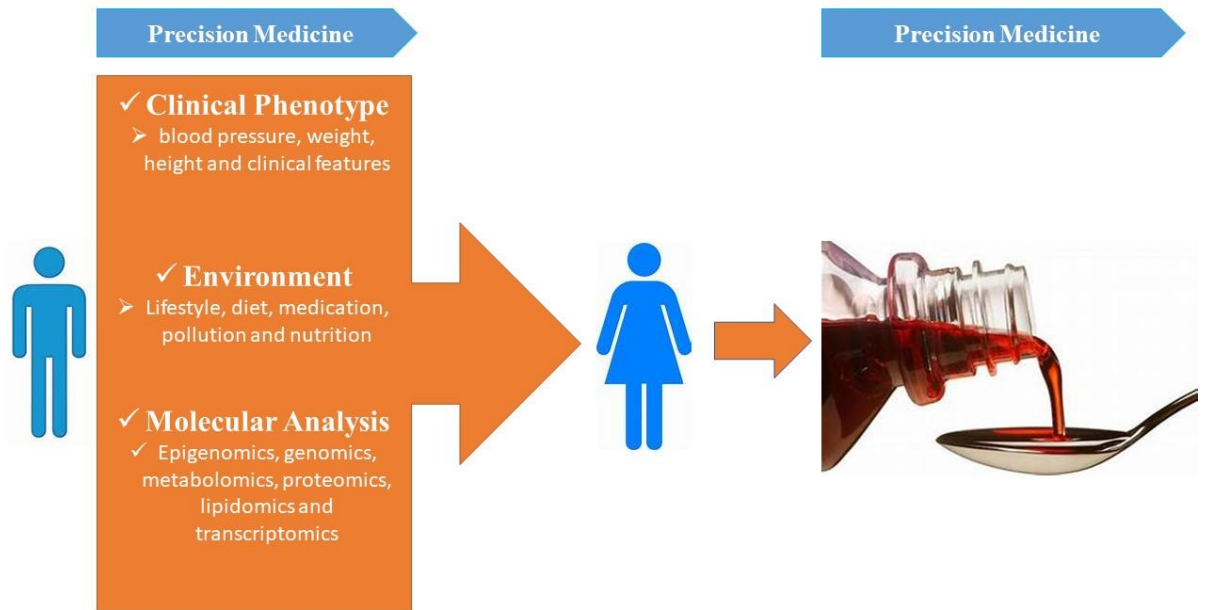 Precision Medicine
Precision Medicine
✓ Clinical Phenotype
➢ blood pressure, weight,
height and clinical features
✓ Environment
➢ Lifestyle, diet, medication,
pollution and nutrition
✓ Molecular Analysis
✓ Epigenomics, genomics,
metabolomics, proteomics,
lipidomics and
transcriptomics